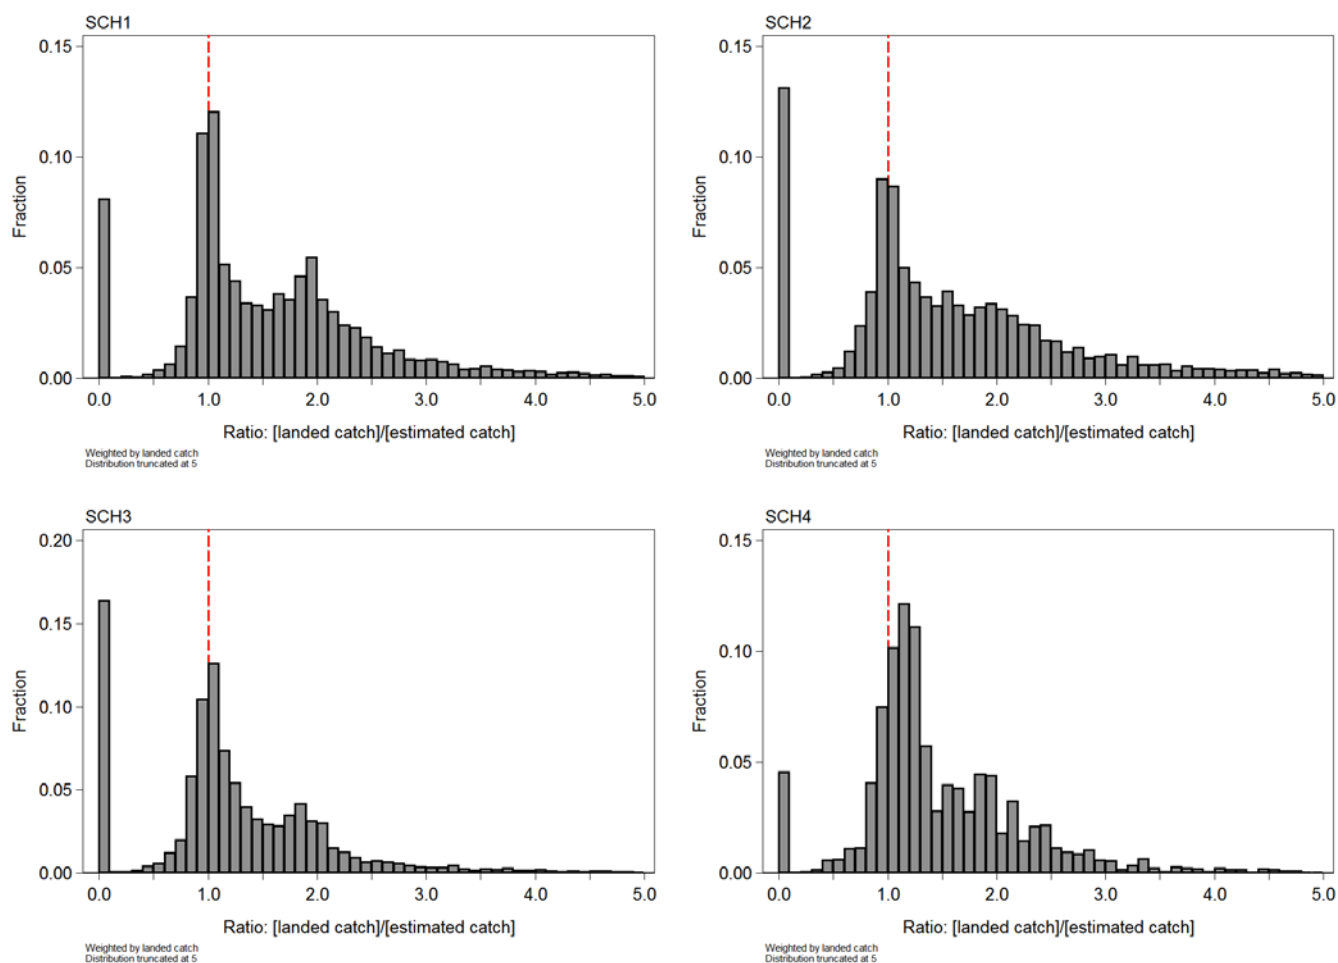 SCH1
0.15
0.10
0.05
0.00
Fraction
0.0 1.0 2.0 3.0 4.0 5.0
Ratio: [landed catch]/[estimated catch]
Weighted by landed catch
Distribution truncated at 5
SCH2
0.15
0.10
0.05
0.00
Fraction
0.0 1.0 2.0 3.0 4.0 5.0
Ratio: [landed catch]/[estimated catch]
Weighted by landed catch
Distribution truncated at 5
SCH3
0.20
0.15
0.10
0.05
0.00
Fraction
0.0 1.0 2.0 3.0 4.0 5.0
Ratio: [landed catch]/[estimated catch]
Weighted by landed catch
Distribution truncated at 5
SCH4
0.15
0.10
0.05
0.00
Fraction
0.0 1.0 2.0 3.0 4.0 5.0
Ratio: [landed catch]/[estimated catch]
Weighted by landed catch
Distribution truncated at 5